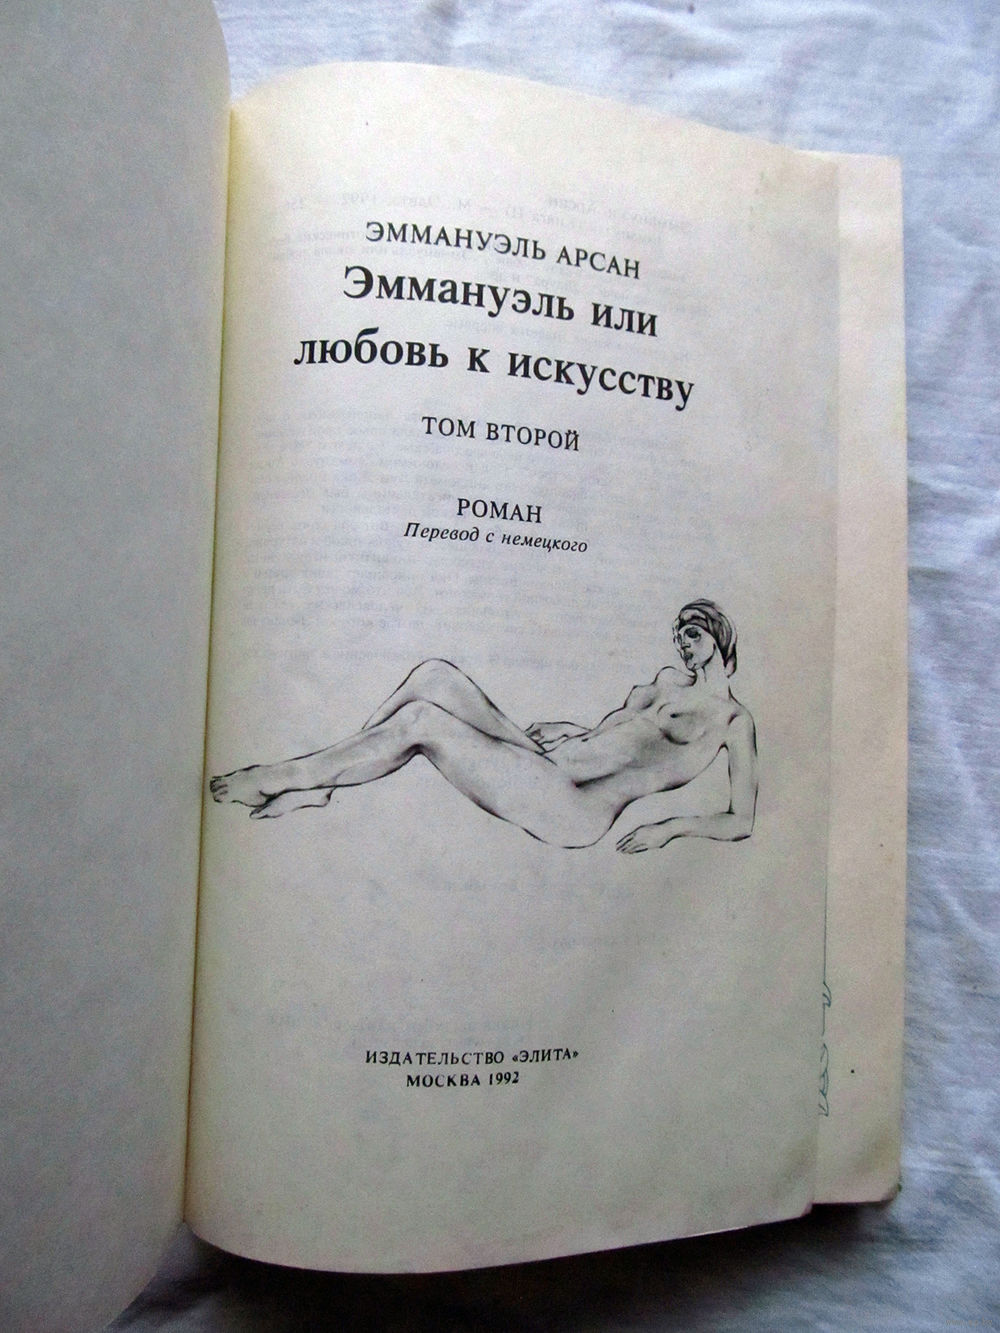 ЭММАНУЭЛЬ АРСАН
Эммануэль или
любовь к искусству
ТОМ ВТОРОЙ
РОМАН
Перевод с немецкого
ИЗДАТЕЛЬСТВО «ЭЛИТА»
МОСКВА 1992